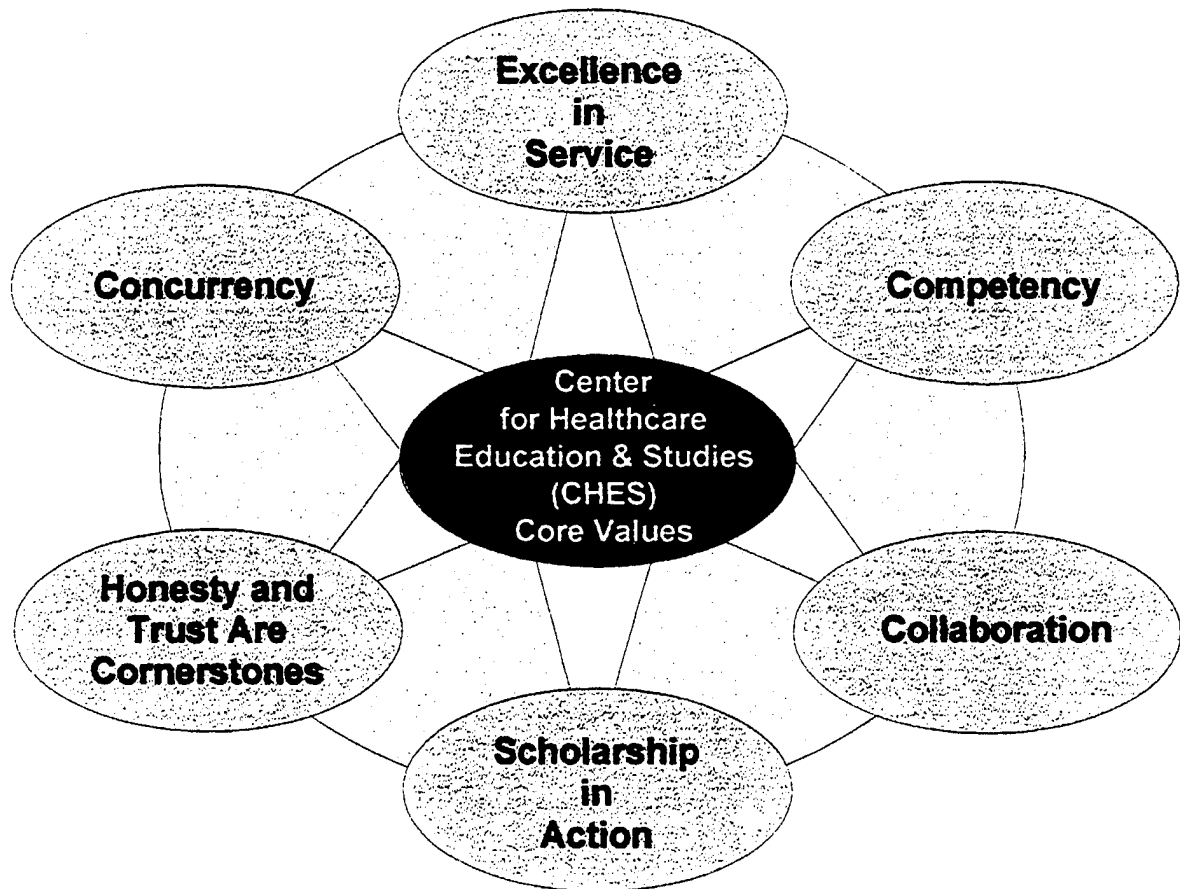 Excellence
in
Service
Concurrency
Competency
Center
for Healthcare
Education & Studies
(CHES)
Core Values
Honesty and
Trust Are
Cornerstones
Collaboration
Scholarship
in
Action